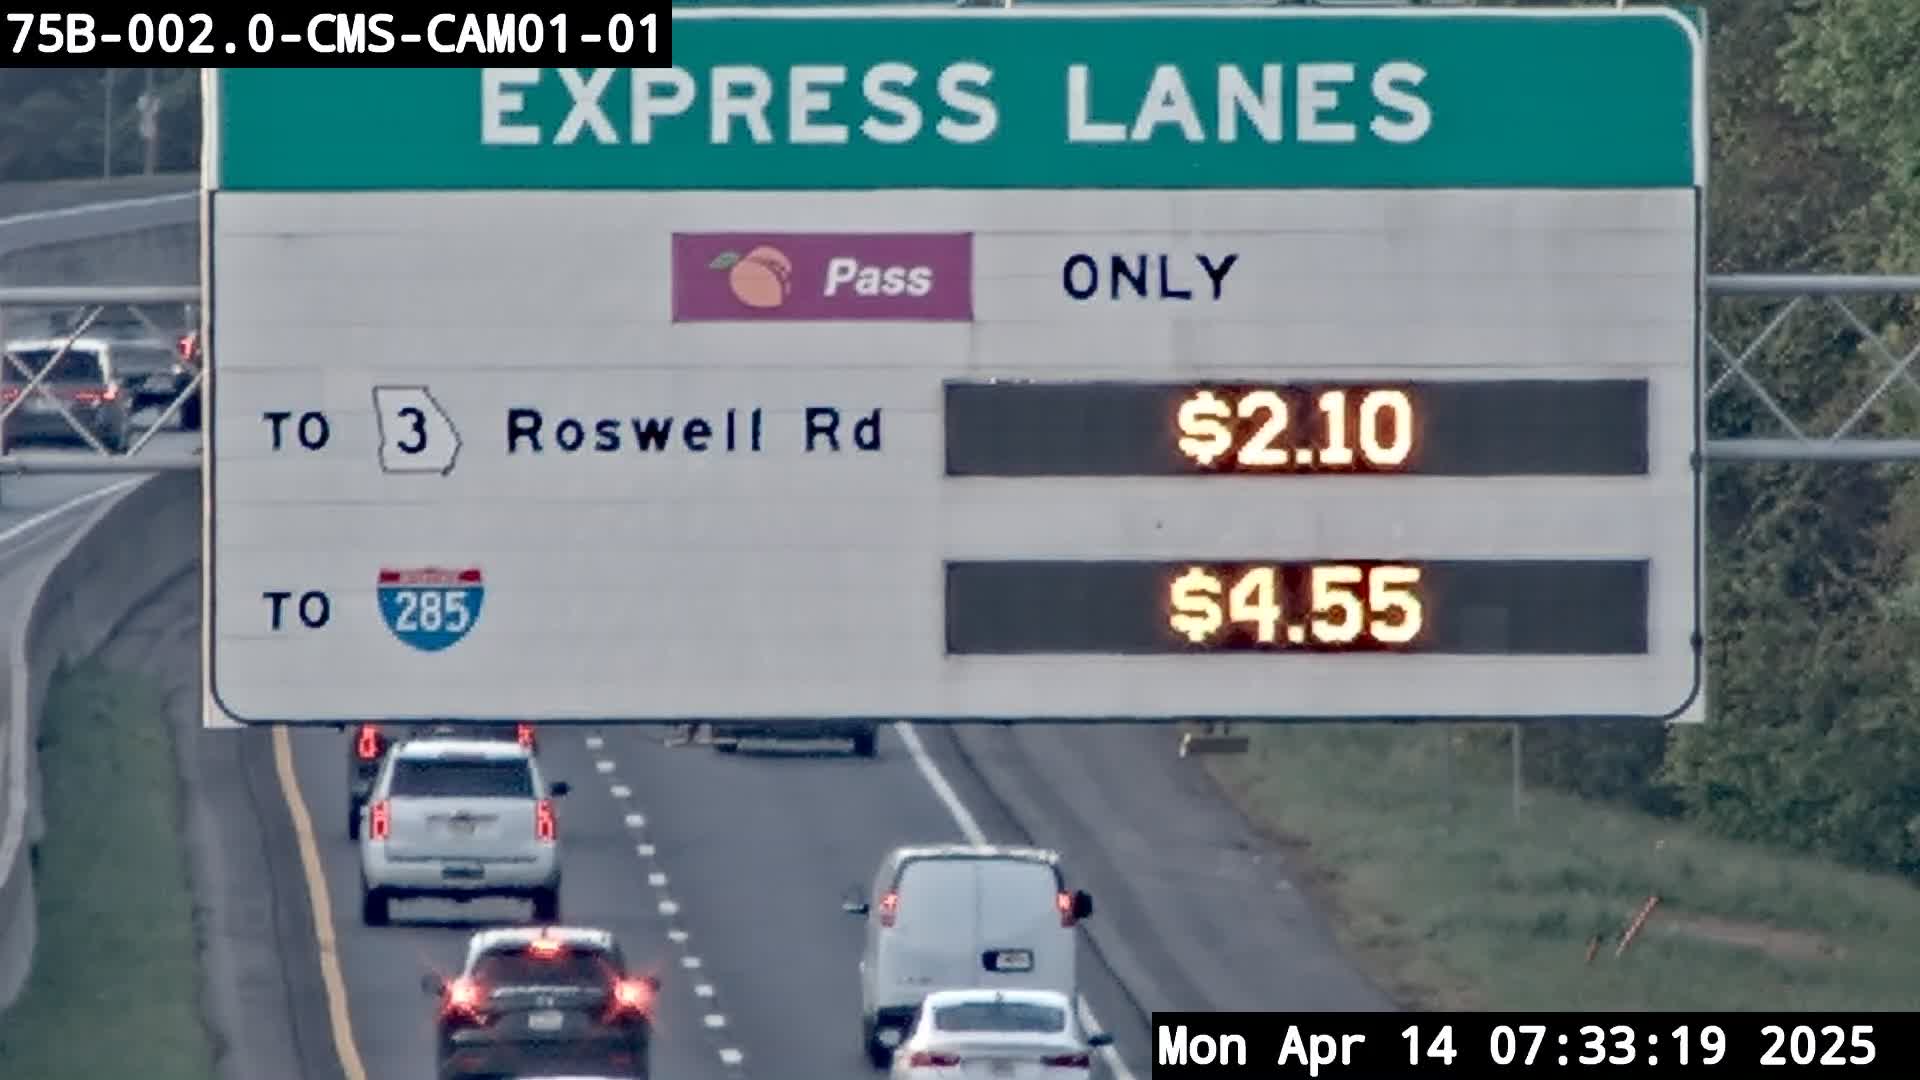 75B-002.0-CMS-CAM01-01
EXPRESS LANES
Pass ONLY
TO 3 Roswell Rd $2.10
TO 285 $4.55
Mon Apr 14 07:33:19 2025